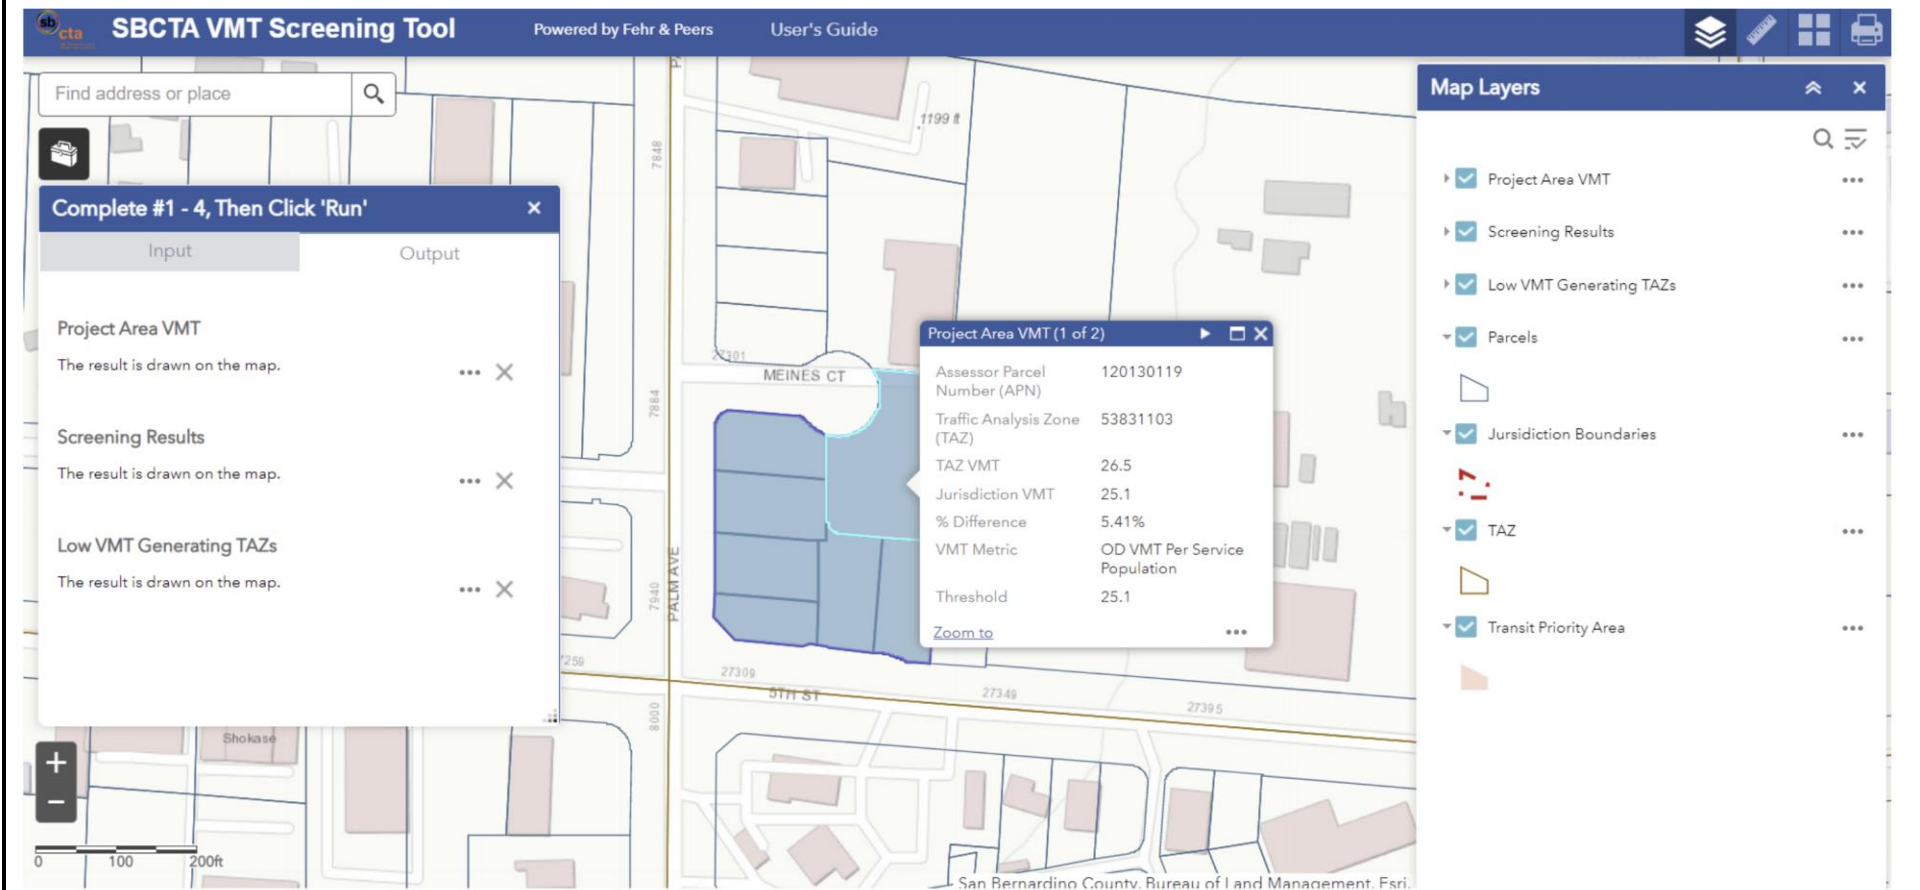 sb
cta
SBCTA VMT Screening Tool
Powered by Fehr & Peers
User's Guide
Find address or place
Complete #1 - 4, Then Click 'Run'
Input
Output
Project Area VMT
The result is drawn on the map.
Screening Results
The result is drawn on the map.
Low VMT Generating TAZs
The result is drawn on the map.
1199 ft
7848
27301
MEINES CT
7884
7940
PALM AVE
7259
27309
5TH ST
27349
27395
8000
Shokase
Project Area VMT (1 of 2)
Assessor Parcel 120130119
Number (APN)
Traffic Analysis Zone 53831103
(TAZ)
TAZ VMT 26.5
Jurisdiction VMT 25.1
% Difference 5.41%
VMT Metric OD VMT Per Service
Population
Threshold 25.1
Zoom to
Map Layers
Project Area VMT
Screening Results
Low VMT Generating TAZs
Parcels
Jursidiction Boundaries
TAZ
Transit Priority Area
+
−
0 100 200ft
San Bernardino County, Bureau of Land Management, Esri,